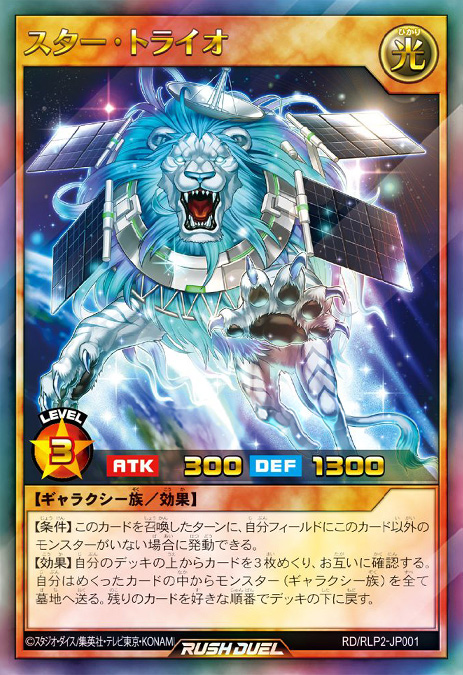 スター・トライオ
ひかり
光
LEVEL
3
ATK 300 DEF 1300
【ギャラクシー族／効果】
【条件】このカードを召喚したターンに、自分フィールドにこのカード以外の
モンスターがいない場合に発動できる。
【効果】自分のデッキの上からカードを３枚めくり、お互いに確認する。
自分はめくったカードの中からモンスター（ギャラクシー族）を全て
墓地へ送る。残りのカードを好きな順番でデッキの下に戻す。
©スタジオ・ダイス/集英社・テレビ東京・KONAMI
RUSH DUEL
RD/RLP2-JP001